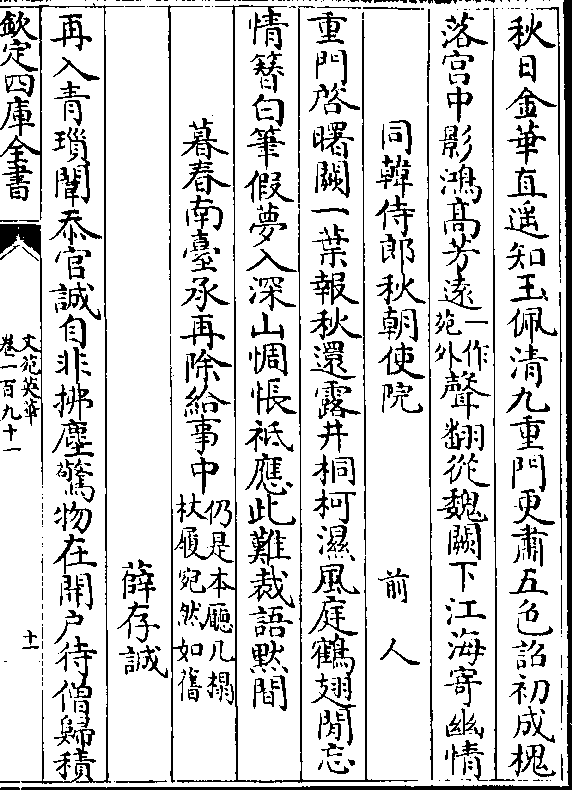 秋日金華直遥知玉佩清九重門更肅五色詔初成槐
落宫中影鴻髙芳逺一作苑外聲翻從魏闕下江海寄幽情
同韓侍郎秋朝使院
前人
重門啓曙關一葉報秋還露井桐柯濕風庭鶴翅閒忘
情簪白筆假夢入深山惆悵秪應此難裁語黙間
暮春南臺丞再除給事中仍是本廳几榻杖履宛然如舊
薛存誠
再入青瑣闈忝官誠自非拂塵驚物在開戸待僧歸積
欽定四庫全書
文苑英華
卷一百九十一
十一